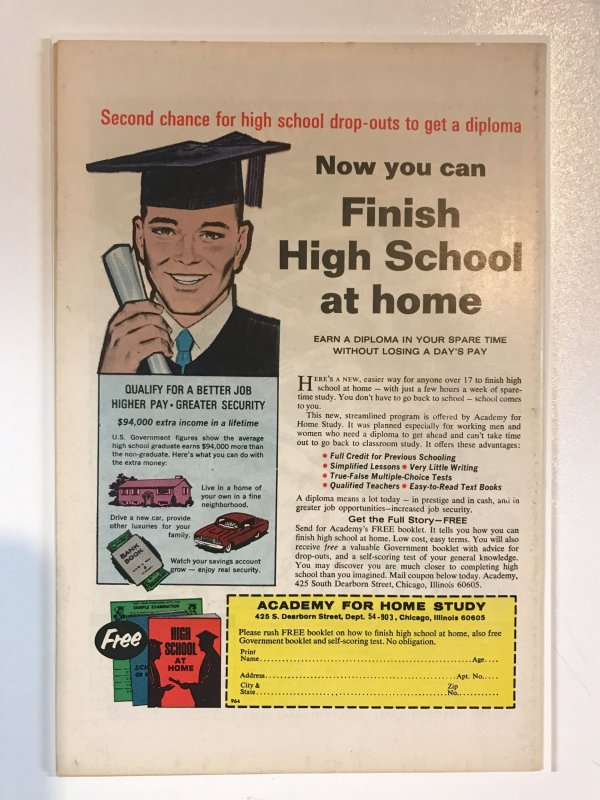 Second chance for high school drop-outs to get a diploma
Now you can
Finish
High School
at home
EARN A DIPLOMA IN YOUR SPARE TIME
WITHOUT LOSING A DAY'S PAY
HERE'S A NEW, easier way for anyone over 17 to finish high
school at home — with just a few hours a week of spare-
time study. You don't have to go back to school — school comes
to you.
This new, streamlined program is offered by Academy for
Home Study. It was planned especially for working men and
women who need a diploma to get ahead and can't take time
out to go back to classroom study. It offers these advantages:
• Full Credit for Previous Schooling
• Simplified Lessons • Very Little Writing
• True-False Multiple-Choice Tests
• Qualified Teachers • Easy-to-Read Text Books
A diploma means a lot today — in prestige and in cash, and in
greater job opportunities—increased job security.
Get the Full Story—FREE
Send for Academy's FREE booklet. It tells you how you can
finish high school at home. Low cost, easy terms. You will also
receive free a valuable Government booklet with advice for
drop-outs, and a self-scoring test of your general knowledge.
You may discover you are much closer to completing high
school than you imagined. Mail coupon below today. Academy,
425 South Dearborn Street, Chicago, Illinois 60605.
QUALIFY FOR A BETTER JOB
HIGHER PAY • GREATER SECURITY
$94,000 extra income in a lifetime
U.S. Government figures show the average
high school graduate earns $94,000 more than
the non-graduate. Here's what you can do with
the extra money:
Live in a home of
your own in a fine
neighborhood.
Drive a new car, provide
other luxuries for your
family.
BANK
BOOK
Watch your savings account
grow — enjoy real security.
SAMPLE EXAMINATION
Free
HIGH
SCHOOL
AT
HOME
ACADEMY FOR HOME STUDY
425 S. Dearborn Street, Dept. 54-903, Chicago, Illinois 60605
Please rush FREE booklet on how to finish high school at home, also free
Government booklet and self-scoring test. No obligation.
Print
Name Age
Address Apt. No.
City & Zip
State No.
964